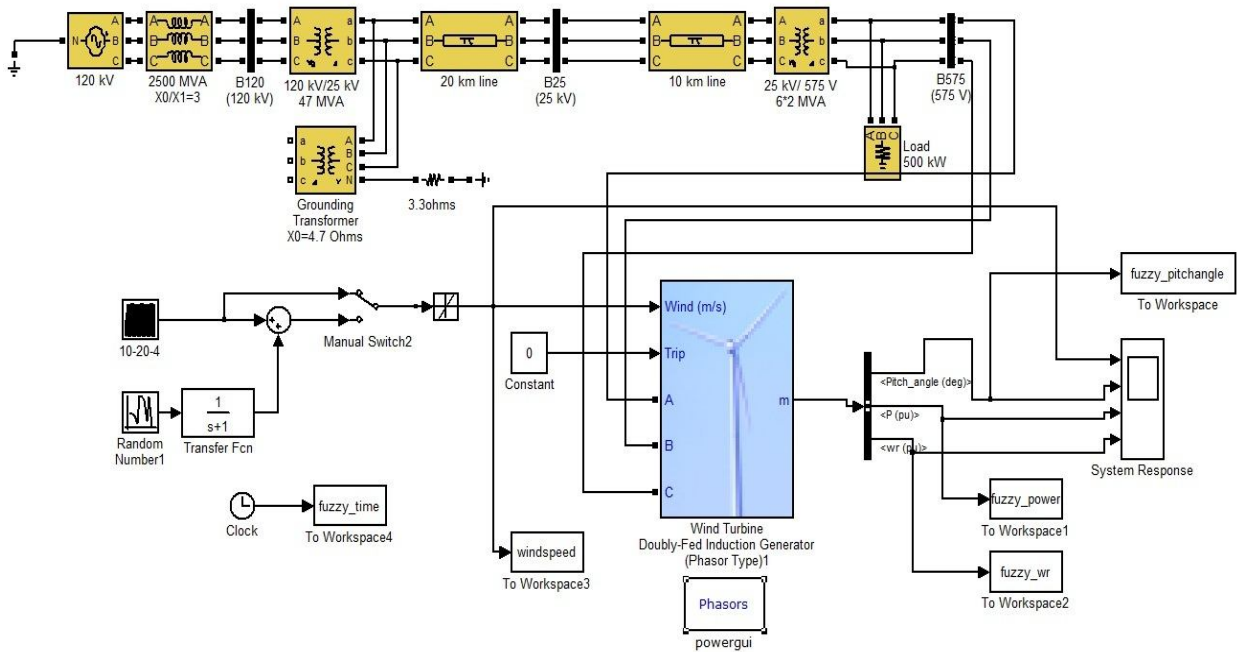 N A B C
A A
B B
C C
A a
B b
C c
A A
B B
C C
A A
B B
C C
A a
B b
C c
120 kV
2500 MVA
X0/X1=3
B120
(120 kV)
120 kV/25 kV
47 MVA
20 km line
B25
(25 kV)
10 km line
25 kV/ 575 V
6*2 MVA
B575
(575 V)
a A
b B
c C
N
Grounding
Transformer
X0=4.7 Ohms
3.3ohms
A B C
Load
500 kW
10-20-4
Manual Switch2
Random
Number1
1
s+1
Transfer Fcn
0
Constant
Wind (m/s)
Trip
A
B
C
m
Wind Turbine
Doubly-Fed Induction Generator
(Phasor Type)1
<Pitch_angle (deg)>
<P (pu)>
<wr (pu)>
fuzzy_pitchangle
To Workspace
System Response
fuzzy_power
To Workspace1
fuzzy_wr
To Workspace2
Clock
fuzzy_time
To Workspace4
windspeed
To Workspace3
Phasors
powergui